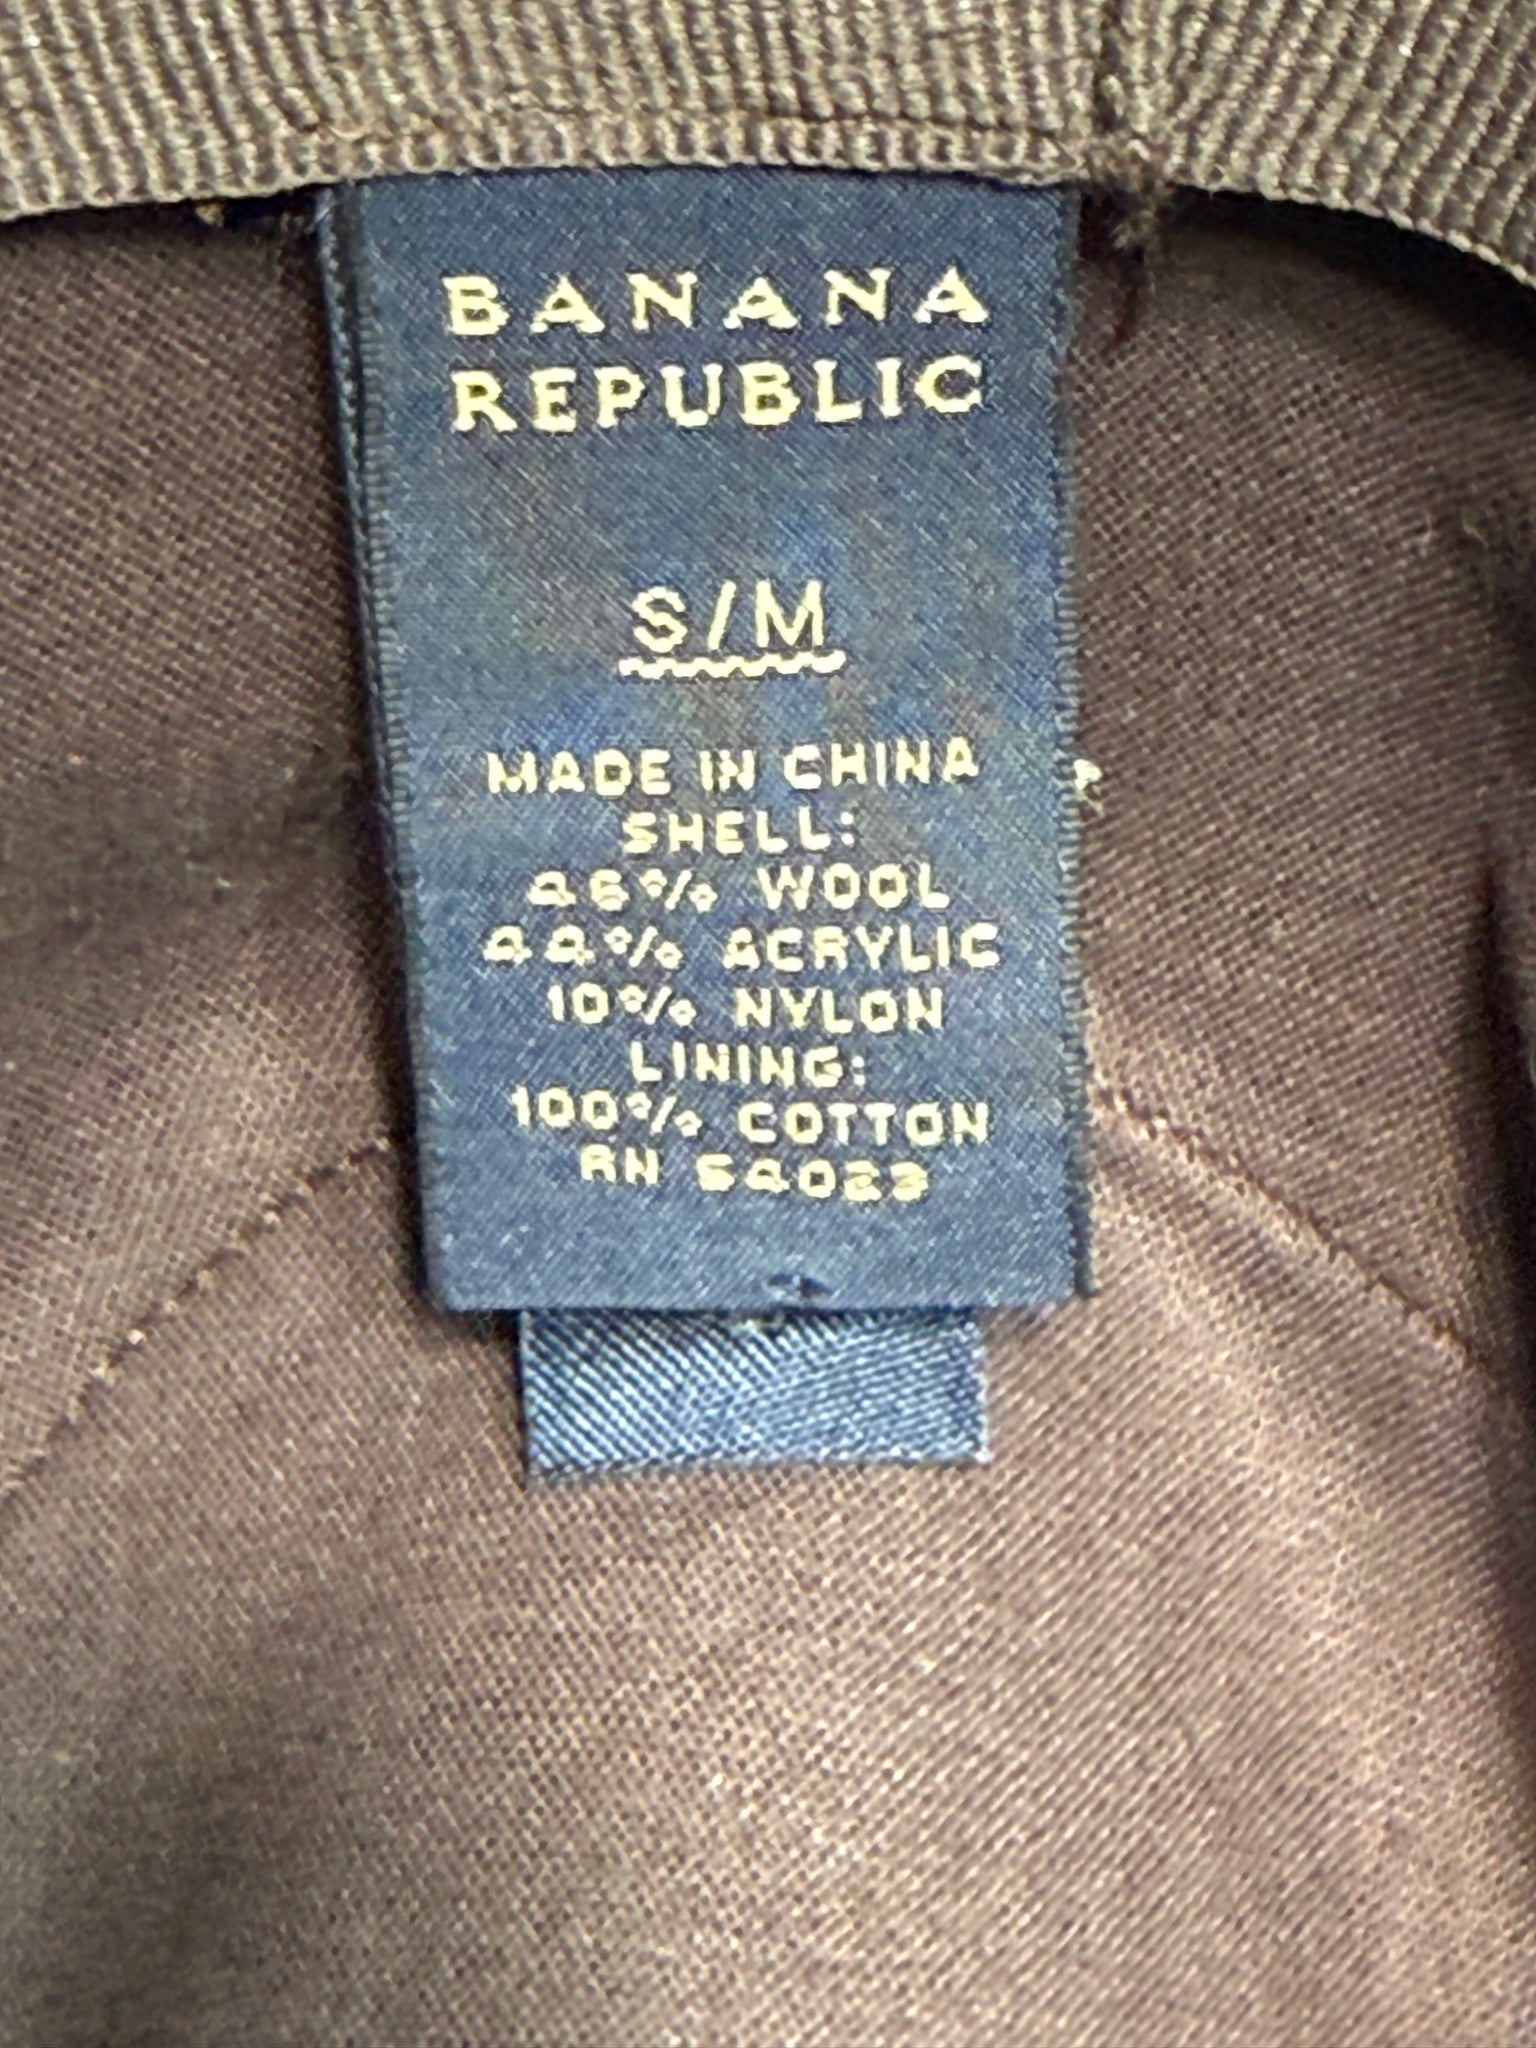 BANANA
REPUBLIC
S/M
MADE IN CHINA
SHELL:
46% WOOL
44% ACRYLIC
10% NYLON
LINING:
100% COTTON
RN 54023